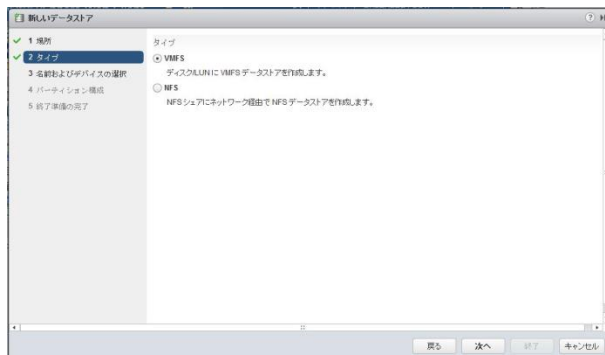 新しいデータストア
1 場所
2 タイプ
3 名前およびデバイスの選択
4 パーティション構成
5 終了準備の完了
タイプ
VMFS
ディスク/LUN に VMFS データストアを作成します。
NFS
NFS シェアにネットワーク経由で NFS データストアを作成します。
戻る 次へ 終了 キャンセル